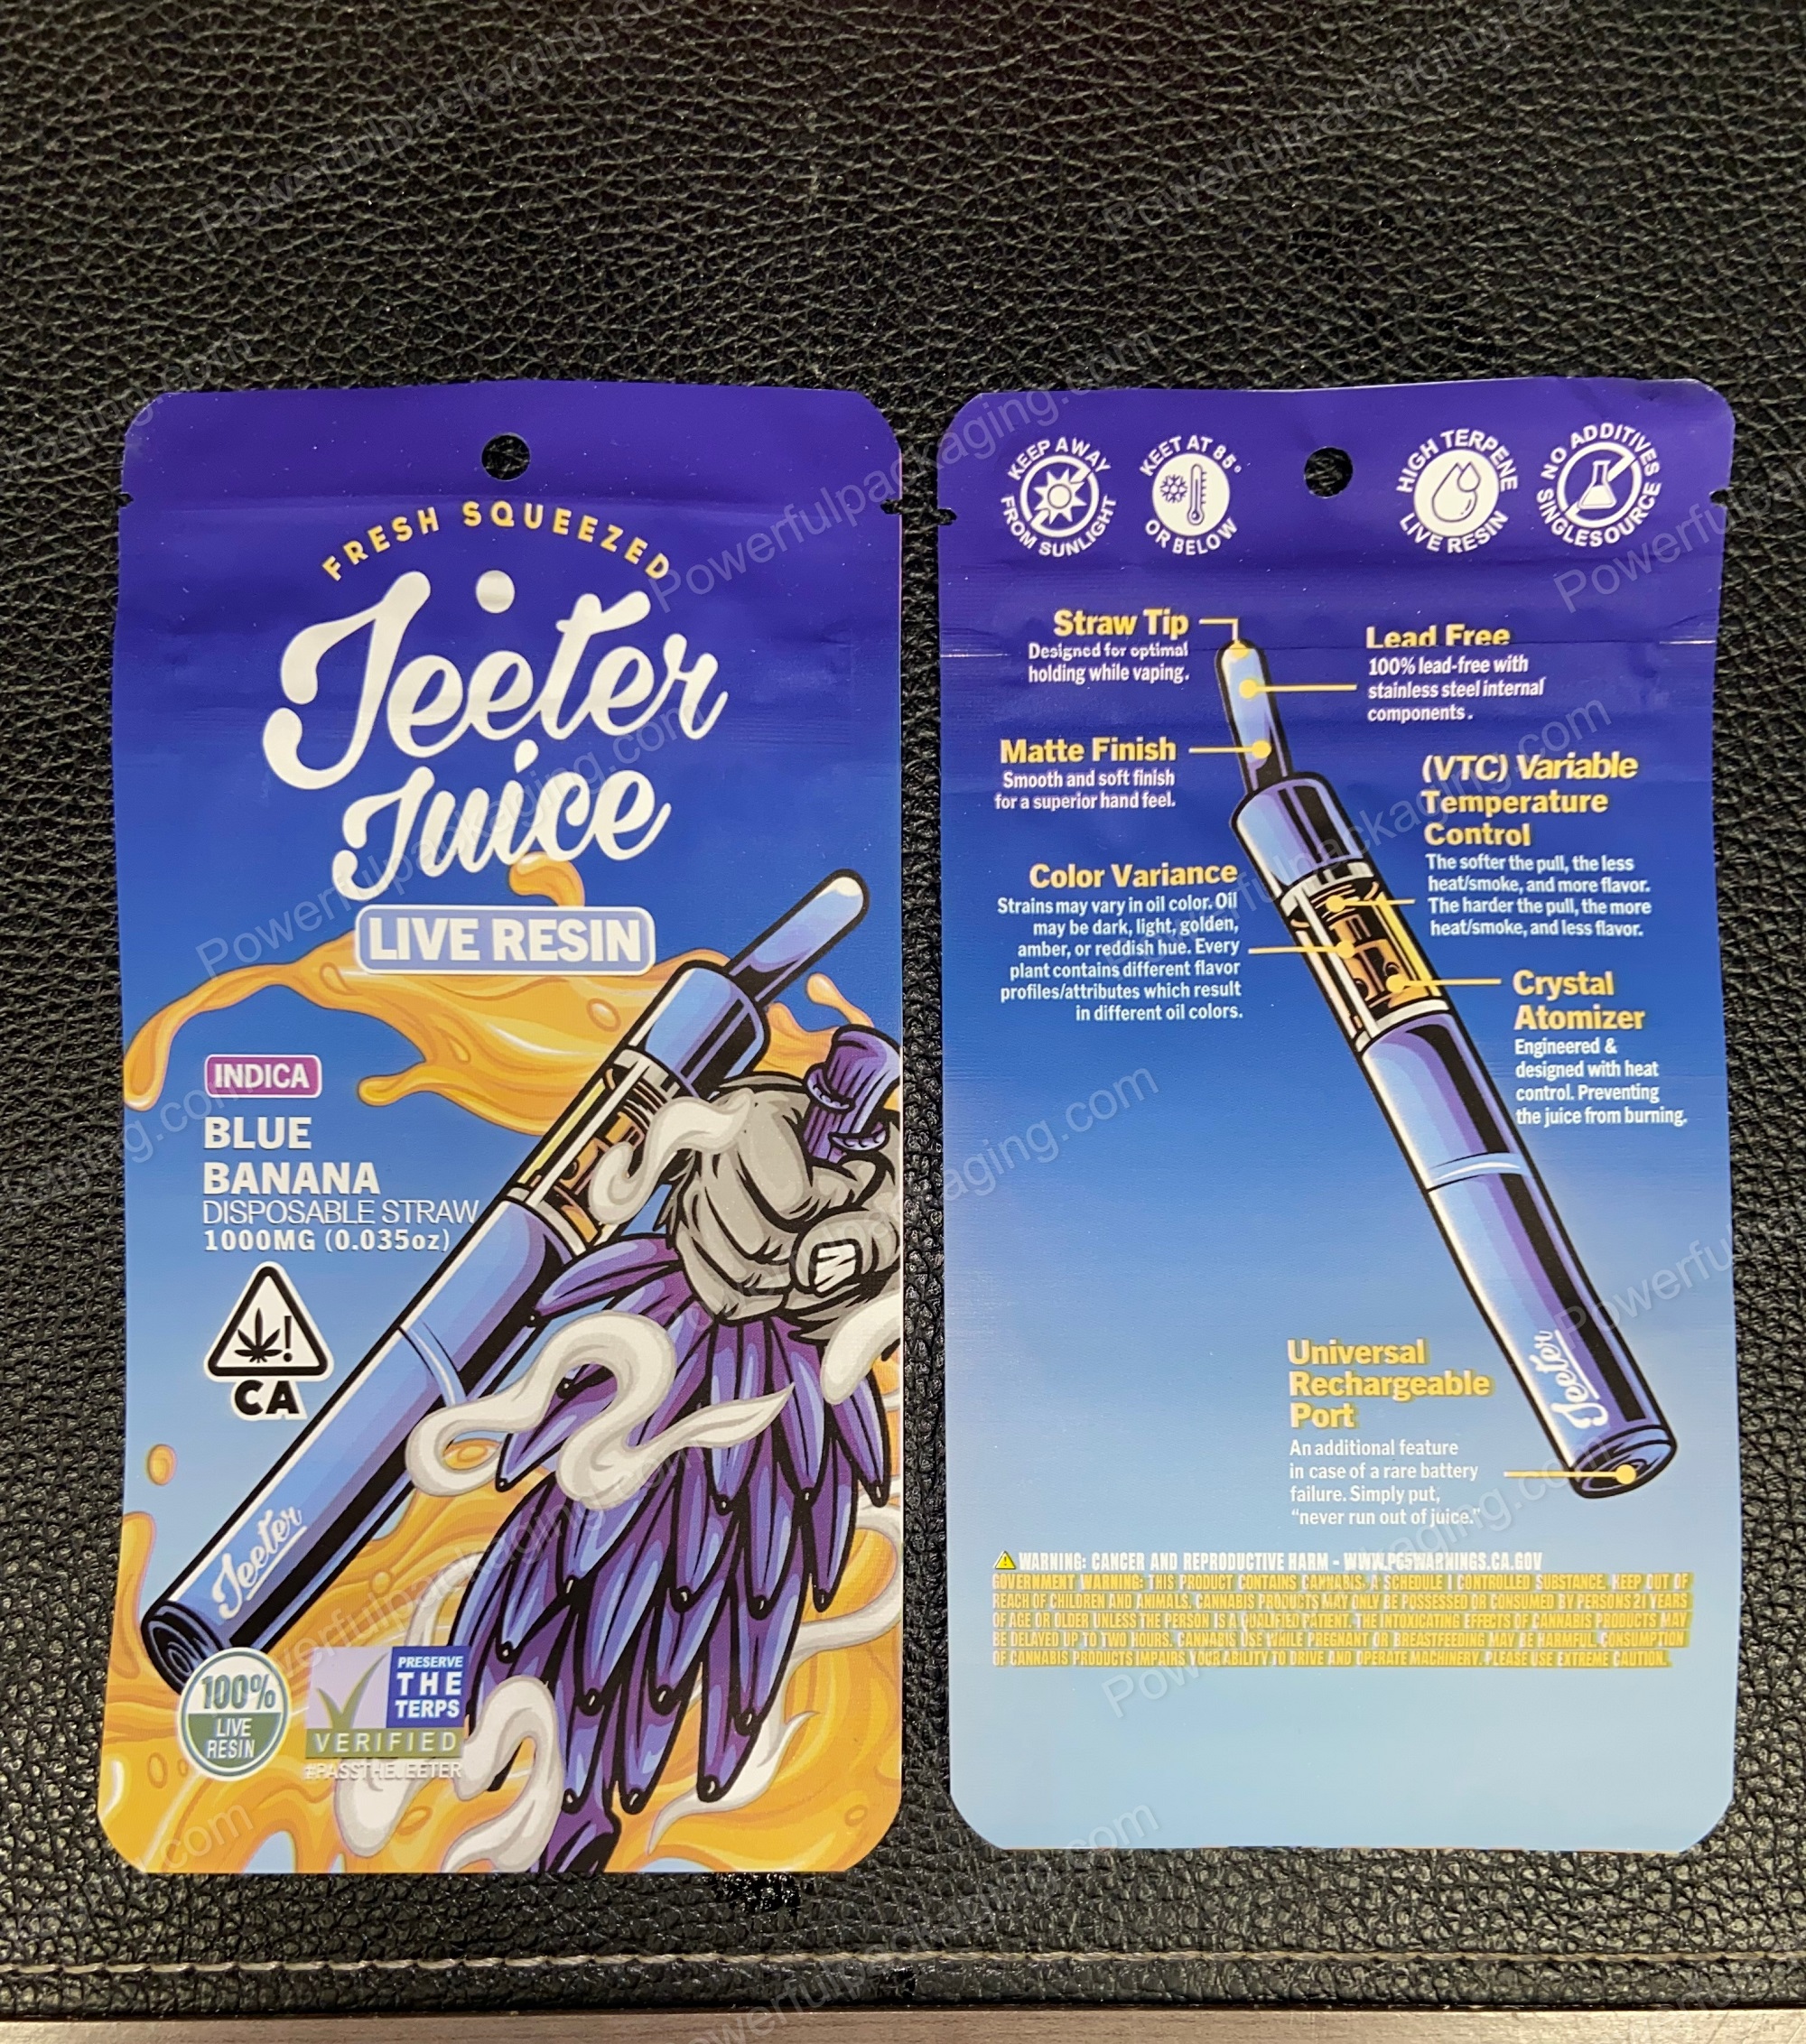 FRESH SQUEEZED
Jeeter
Juice
LIVE RESIN
INDICA
BLUE
BANANA
DISPOSABLE STRAW
1000MG (0.035oz)
!
CA
Jeeter
100%
LIVE
RESIN
PRESERVE
THE
TERPS
VERIFIED
#PASSTHEJEETER
KEEP AWAY
FROM SUNLIGHT
KEET AT 85°
OR BELOW
HIGH TERPENE
LIVE RESIN
NO ADDITIVES
SINGLESOURCE
Straw Tip
Designed for optimal
holding while vaping.
Lead Free
100% lead-free with
stainless steel internal
components.
Matte Finish
Smooth and soft finish
for a superior hand feel.
(VTC) Variable
Temperature
Control
The softer the pull, the less
heat/smoke, and more flavor.
The harder the pull, the more
heat/smoke, and less flavor.
Color Variance
Strains may vary in oil color. Oil
may be dark, light, golden,
amber, or reddish hue. Every
plant contains different flavor
profiles/attributes which result
in different oil colors.
Crystal
Atomizer
Engineered &
designed with heat
control. Preventing
the juice from burning.
Universal
Rechargeable
Port
An additional feature
in case of a rare battery
failure. Simply put,
“never run out of juice.”
Jeeter
WARNING: CANCER AND REPRODUCTIVE HARM - WWW.P65WARNINGS.CA.GOV
GOVERNMENT WARNING: THIS PRODUCT CONTAINS CANNABIS, A SCHEDULE I CONTROLLED SUBSTANCE. KEEP OUT OF
REACH OF CHILDREN AND ANIMALS. CANNABIS PRODUCTS MAY ONLY BE POSSESSED OR CONSUMED BY PERSONS 21 YEARS
OF AGE OR OLDER UNLESS THE PERSON IS A QUALIFIED PATIENT. THE INTOXICATING EFFECTS OF CANNABIS PRODUCTS MAY
BE DELAYED UP TO TWO HOURS. CANNABIS USE WHILE PREGNANT OR BREASTFEEDING MAY BE HARMFUL. CONSUMPTION
OF CANNABIS PRODUCTS IMPAIRS YOUR ABILITY TO DRIVE AND OPERATE MACHINERY. PLEASE USE EXTREME CAUTION.
Powerfulpackaging.com